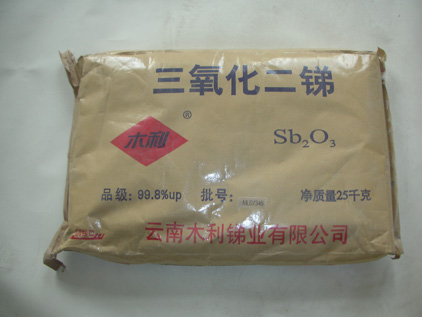 三氧化二锑
®
木利
Sb₂O₃
品级：99.8%up 批号： 净质量25千克
云南木利锑业有限公司